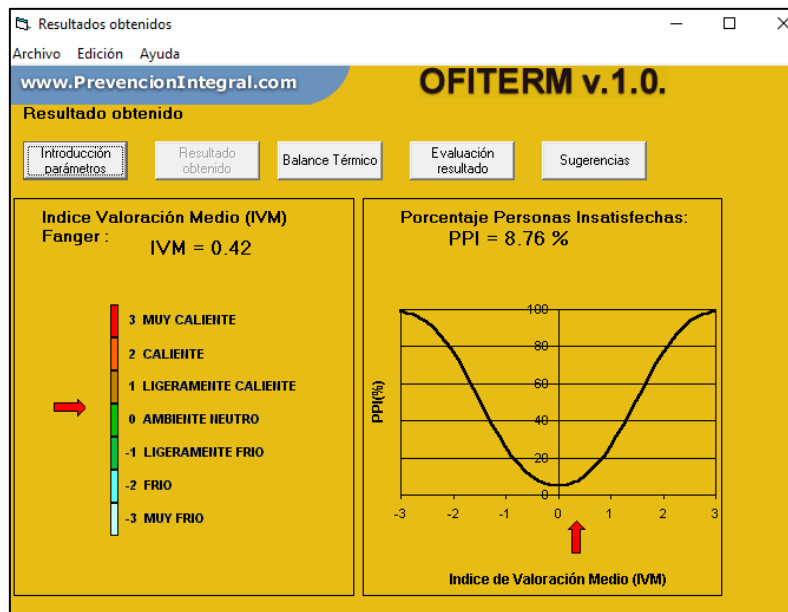 Resultados obtenidos
Archivo Edición Ayuda
www.PrevencionIntegral.com
OFITERM v.1.0.
Resultado obtenido
Introducción parámetros
Resultado obtenido
Balance Térmico
Evaluación resultado
Sugerencias
Indice Valoración Medio (IVM)
Fanger :
IVM = 0.42
3 MUY CALIENTE
2 CALIENTE
1 LIGERAMENTE CALIENTE
0 AMBIENTE NEUTRO
-1 LIGERAMENTE FRIO
-2 FRIO
-3 MUY FRIO
Porcentaje Personas Insatisfechas:
PPI = 8.76 %
PPI(%)
100
80
60
40
20
0
-3 -2 -1 0 1 2 3
Indice de Valoración Medio (IVM)